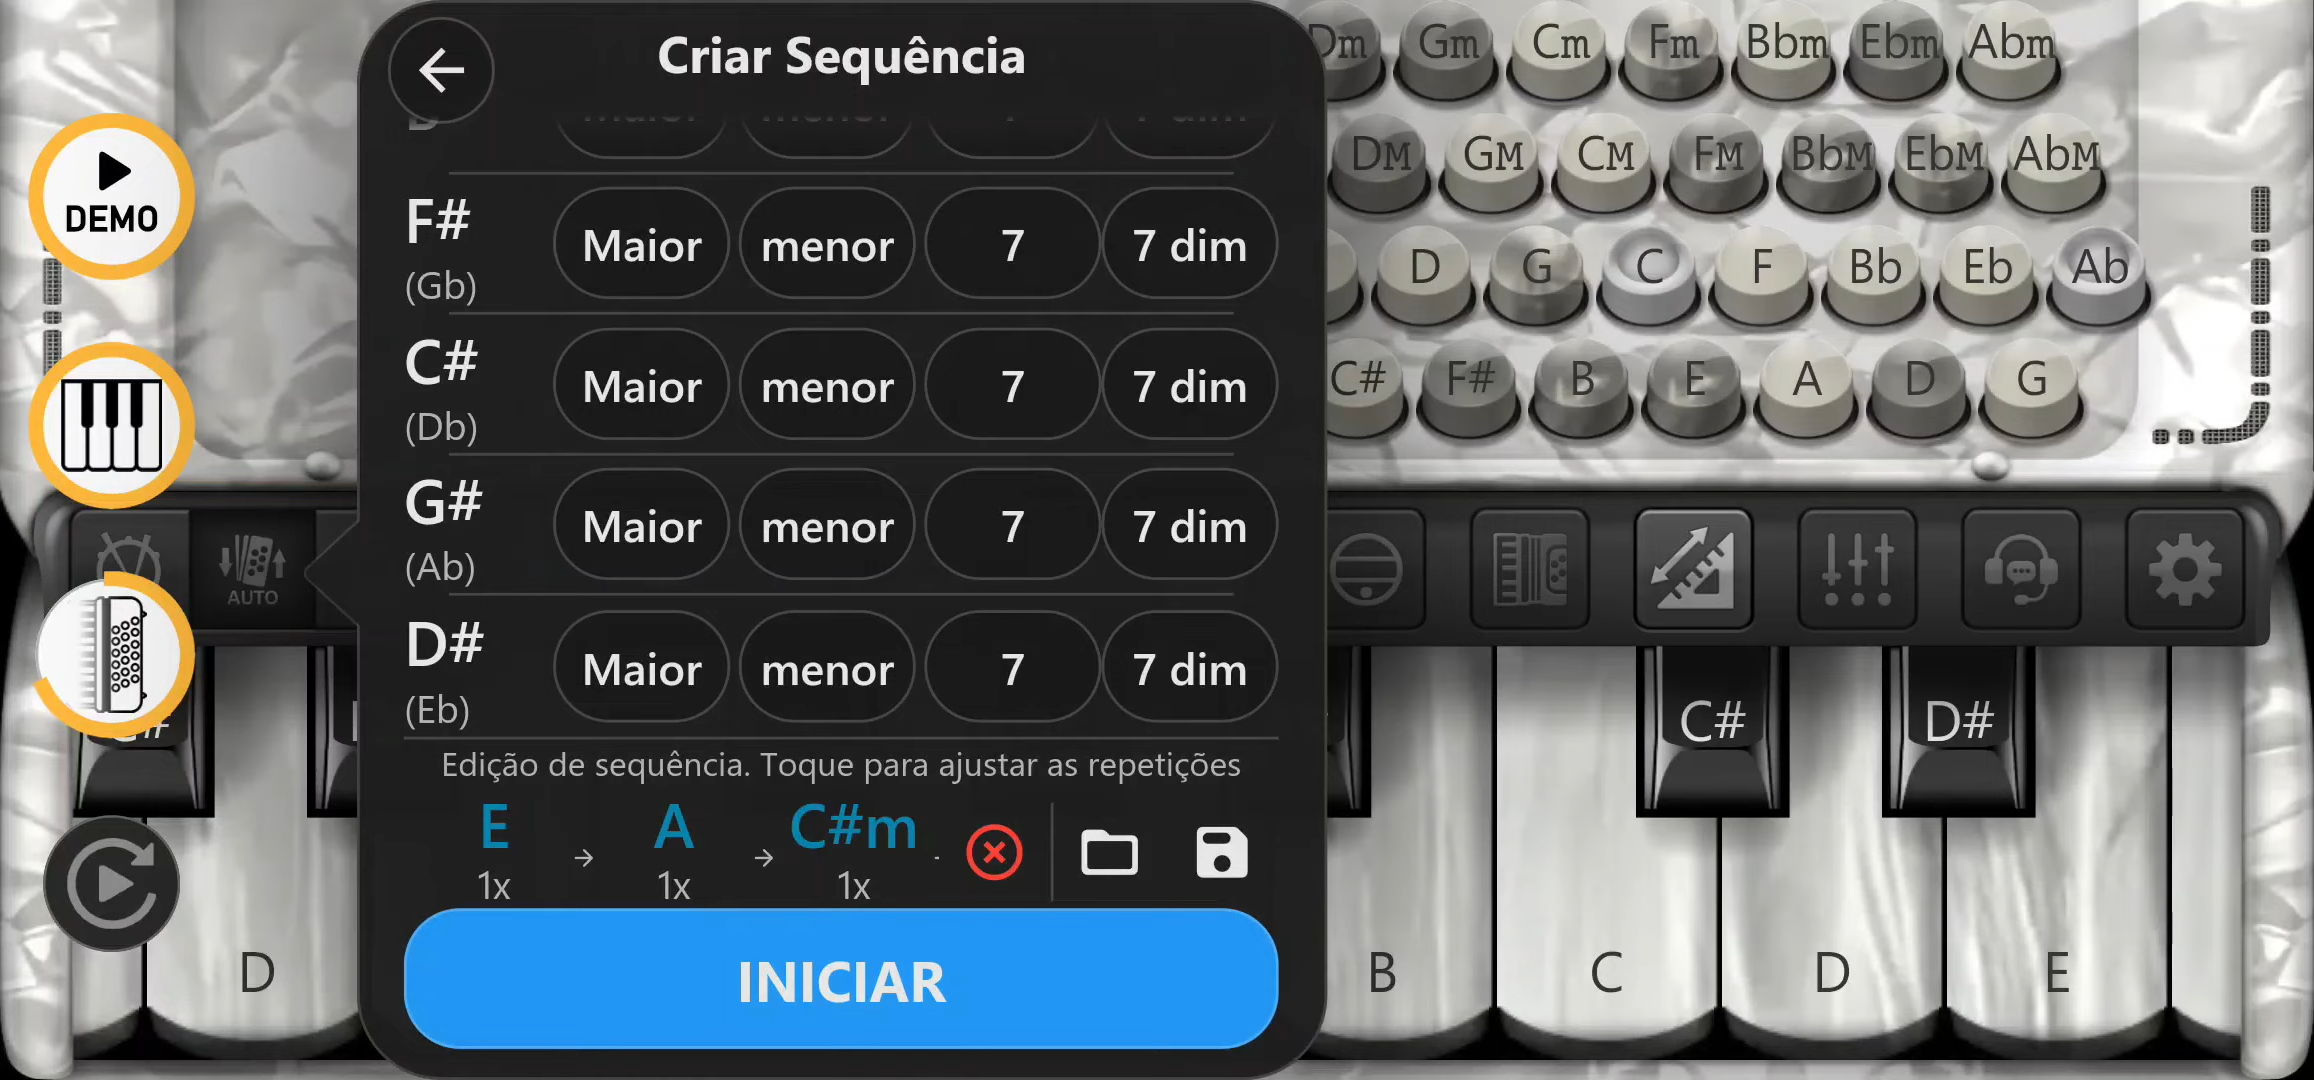 Criar Sequência
F# Maior menor 7 7 dim
(Gb)
C# Maior menor 7 7 dim
(Db)
G# Maior menor 7 7 dim
(Ab)
D# Maior menor 7 7 dim
(Eb)
Edição de sequência. Toque para ajustar as repetições
E → A → C#m
1x 1x 1x
INICIAR
DEMO
AUTO
Dm Gm Cm Fm Bbm Ebm Abm
DM GM CM FM BbM EbM AbM
D G C F Bb Eb Ab
C# F# B E A D G
C# D#
D B C D E